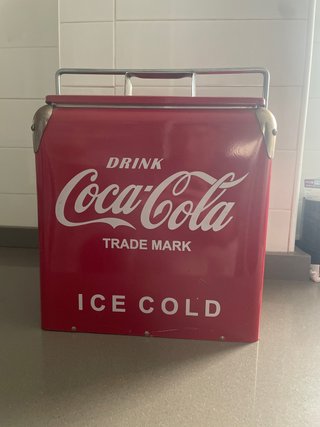 DRINK
Coca-Cola
TRADE MARK
ICE COLD